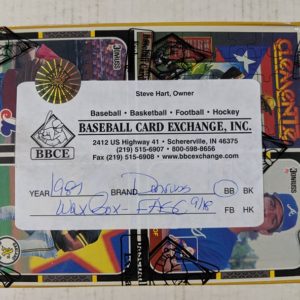 Steve Hart, Owner
Baseball • Basketball • Football • Hockey
BASEBALL CARD EXCHANGE, INC.
2412 US Highway 41 • Schererville, IN 46375
(219) 515-6907 • 800-598-8656
Fax (219) 515-6908 • www.bbcexchange.com
BBCE
YEAR 1987 BRAND Donruss BB BK
Wax Box - FASC 9/18 FB HK
CLEMENTE